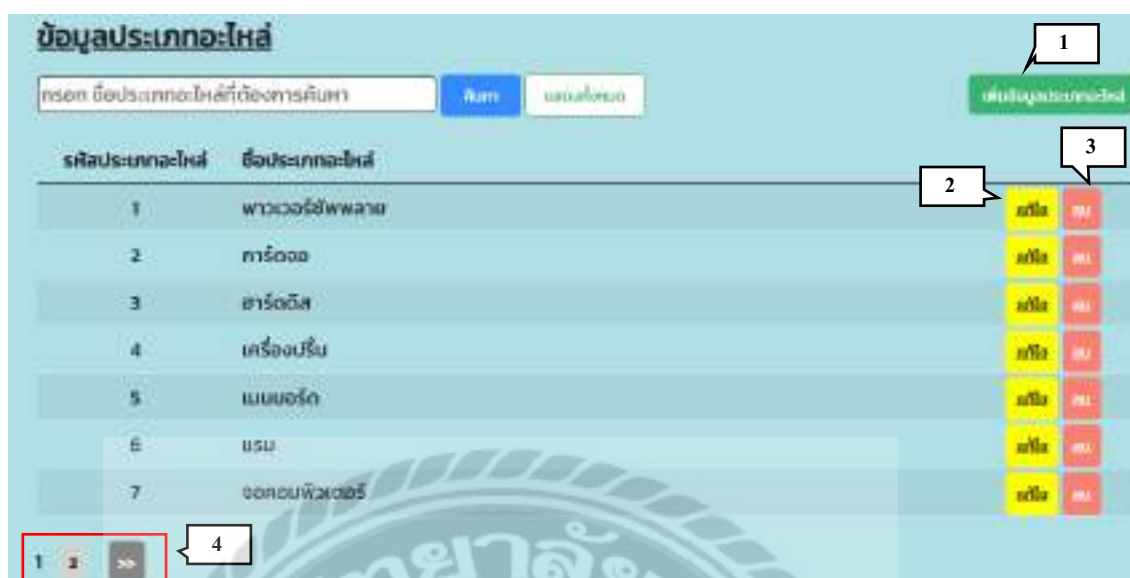 ข้อมูลประเภทอะไหล่
1
กรอก ชื่อประเภทอะไหล่ที่ต้องการค้นหา ค้นหา แสดงทั้งหมด เพิ่มข้อมูลประเภทอะไหล่
3
รหัสประเภทอะไหล่ ชื่อประเภทอะไหล่
2
1 พาวเวอร์ซัพพลาย แก้ไข ลบ
2 การ์ดจอ แก้ไข ลบ
3 ฮาร์ดดิส แก้ไข ลบ
4 เครื่องปริ้น แก้ไข ลบ
5 เมนบอร์ด แก้ไข ลบ
6 แรม แก้ไข ลบ
7 จอคอมพิวเตอร์ แก้ไข ลบ
1 2 >> 4